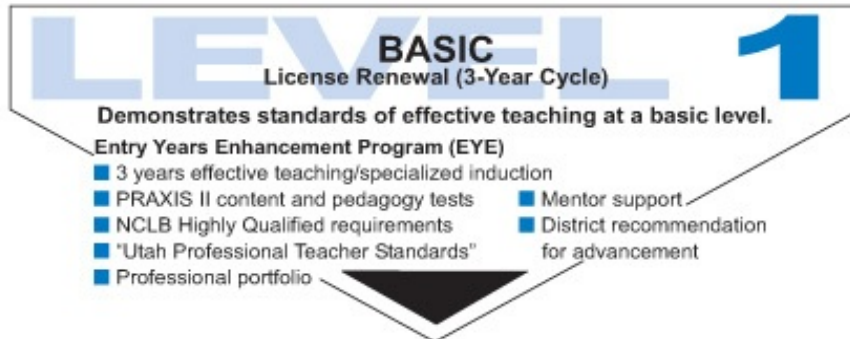 LEVEL 1
BASIC
License Renewal (3-Year Cycle)
Demonstrates standards of effective teaching at a basic level.
Entry Years Enhancement Program (EYE)
3 years effective teaching/specialized induction
PRAXIS II content and pedagogy tests
NCLB Highly Qualified requirements
"Utah Professional Teacher Standards"
Professional portfolio
Mentor support
District recommendation
for advancement